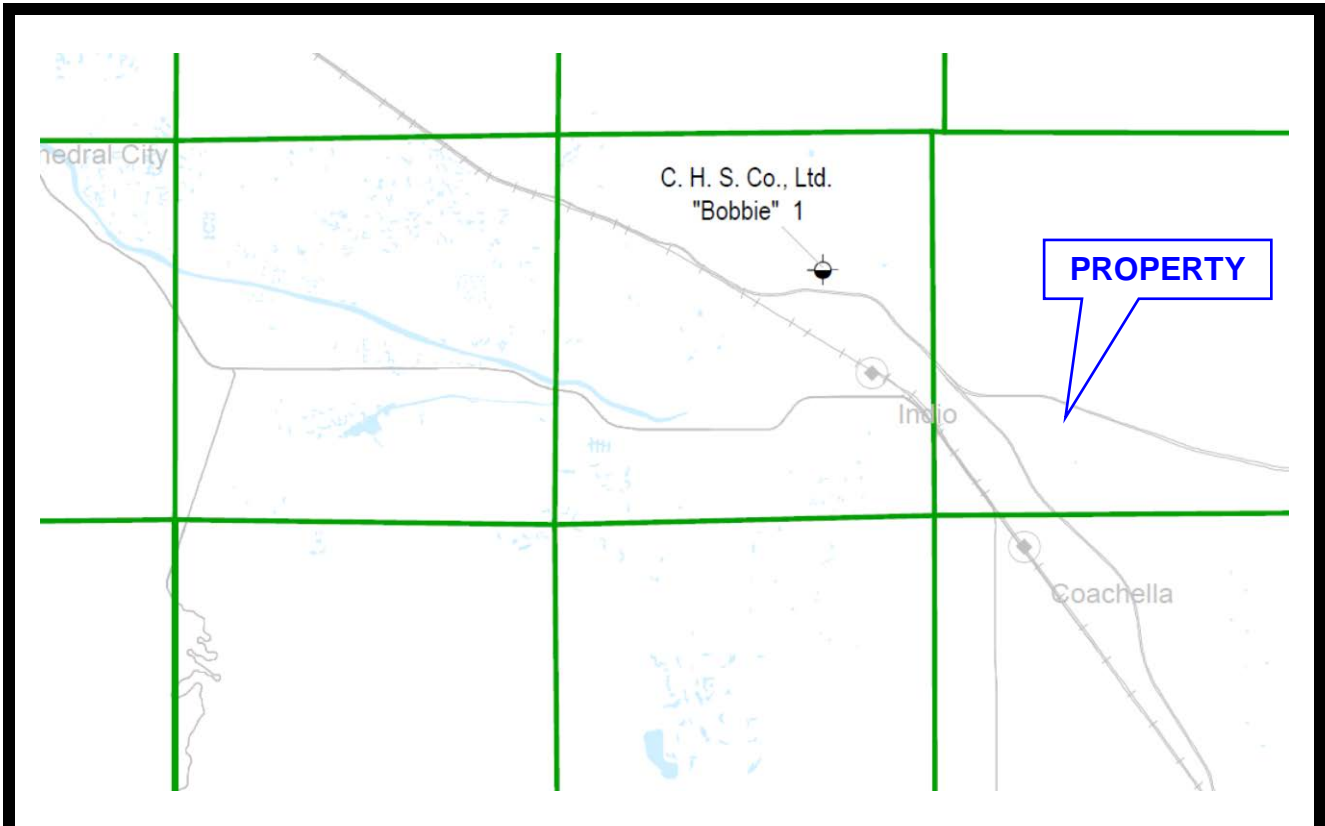 hedral City
C. H. S. Co., Ltd.
"Bobbie" 1
PROPERTY
Indio
Coachella